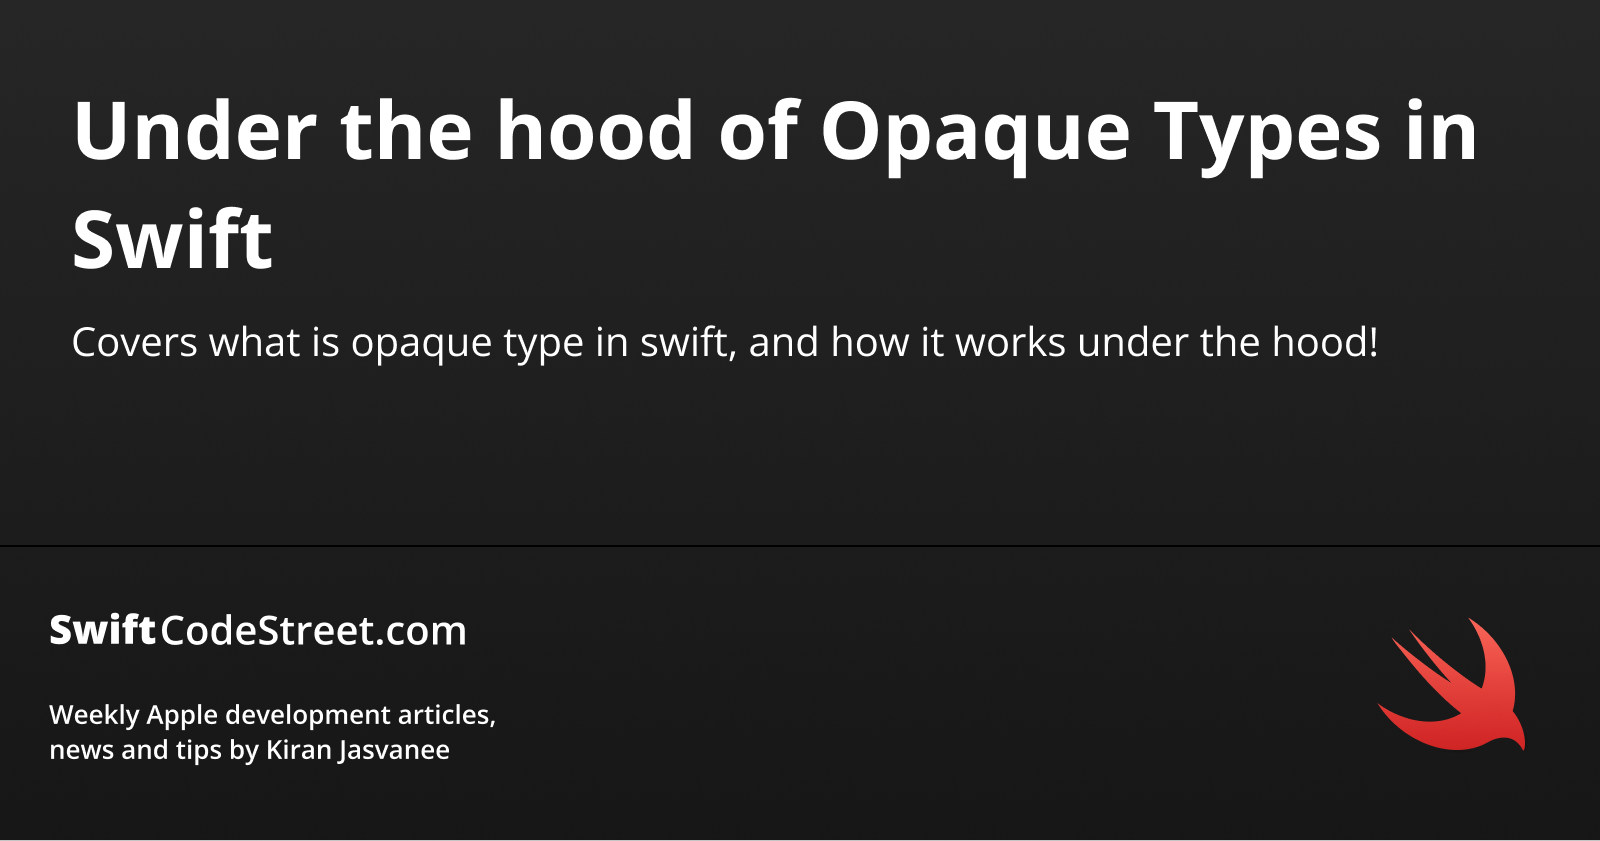 Under the hood of Opaque Types in
Swift
Covers what is opaque type in swift, and how it works under the hood!
SwiftCodeStreet.com
Weekly Apple development articles,
news and tips by Kiran Jasvanee